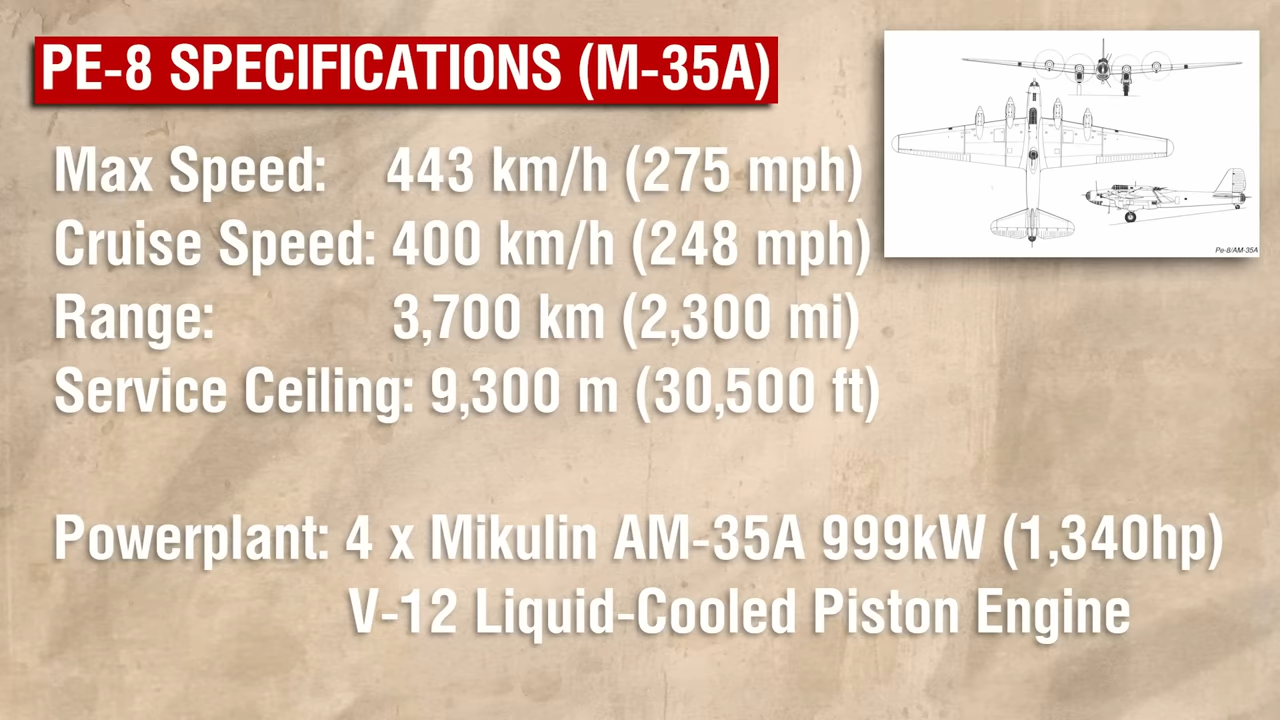 PE-8 SPECIFICATIONS (M-35A)
Max Speed: 443 km/h (275 mph)
Cruise Speed: 400 km/h (248 mph)
Range: 3,700 km (2,300 mi)
Service Ceiling: 9,300 m (30,500 ft)
Powerplant: 4 x Mikulin AM-35A 999kW (1,340hp)
V-12 Liquid-Cooled Piston Engine
Pe-8/AM-35A